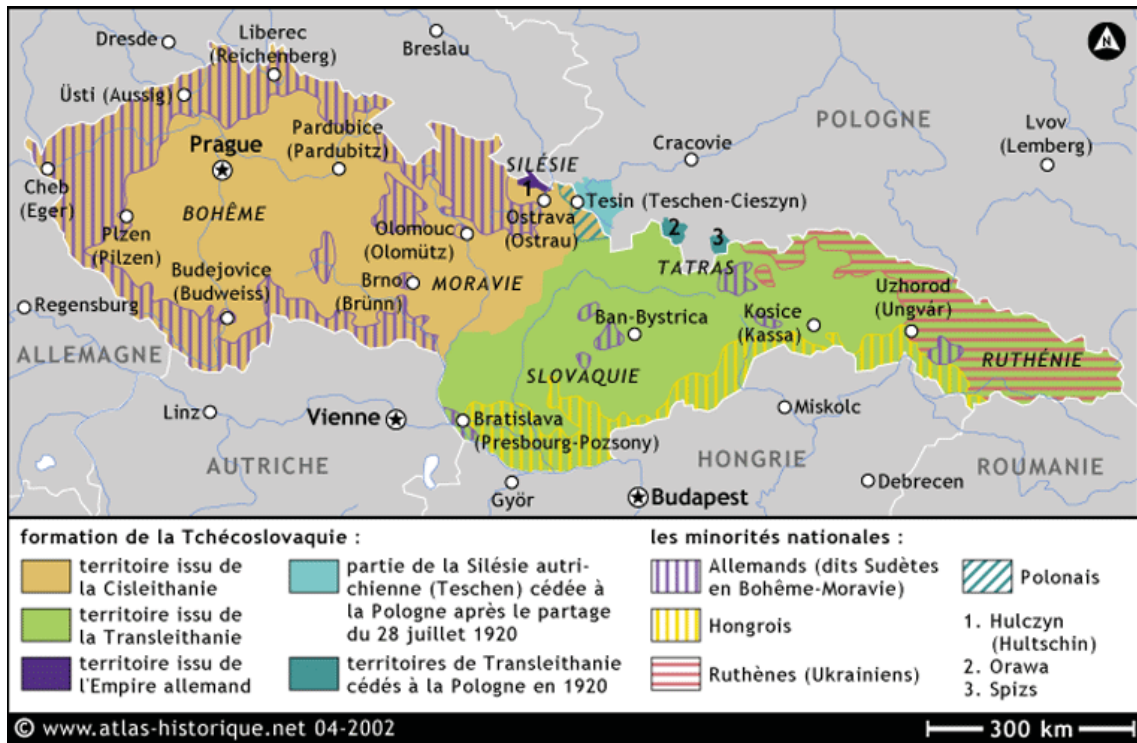 N
Dresde
Liberec
(Reichenberg)
Breslau
Üsti (Aussig)
POLOGNE
Lvov
(Lemberg)
Pardubice
(Pardubitz)
Prague
Cracovie
SILÉSIE
1
Cheb
(Eger)
BOHÊME
Tesin (Teschen-Cieszyn)
Ostrava
(Ostrau)
Plzen
(Pilzen)
Olomouc
(Olomütz)
2
3
TATRAS
Budejovice
(Budweiss)
Brno
(Brünn)
MORAVIE
Uzhorod
(Ungvár)
Regensburg
Ban-Bystrica
Kosice
(Kassa)
ALLEMAGNE
SLOVAQUIE
RUTHÉNIE
Linz
Vienne
Bratislava
(Presbourg-Pozsony)
Miskolc
AUTRICHE
HONGRIE
ROUMANIE
Györ
Budapest
Debrecen
formation de la Tchécoslovaquie :
territoire issu de
la Cisleithanie
territoire issu de
la Transleithanie
territoire issu de
l'Empire allemand
partie de la Silésie autri-
chienne (Teschen) cédée à
la Pologne après le partage
du 28 juillet 1920
territoires de Transleithanie
cédés à la Pologne en 1920
les minorités nationales :
Allemands (dits Sudètes
en Bohême-Moravie)
Hongrois
Ruthènes (Ukrainiens)
Polonais
1. Hulczyn
(Hultschin)
2. Orawa
3. Spizs
© www.atlas-historique.net 04-2002
300 km